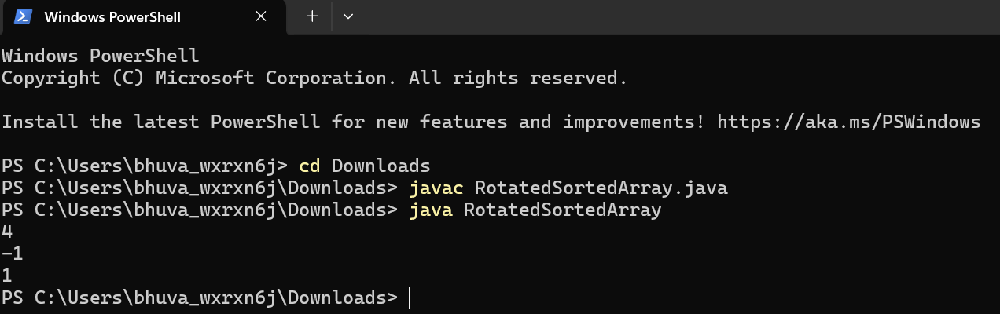 Windows PowerShell
Windows PowerShell
Copyright (C) Microsoft Corporation. All rights reserved.
Install the latest PowerShell for new features and improvements! https://aka.ms/PSWindows
PS C:\Users\bhuva_wxrxn6j> cd Downloads
PS C:\Users\bhuva_wxrxn6j\Downloads> javac RotatedSortedArray.java
PS C:\Users\bhuva_wxrxn6j\Downloads> java RotatedSortedArray
4
-1
1
PS C:\Users\bhuva_wxrxn6j\Downloads>